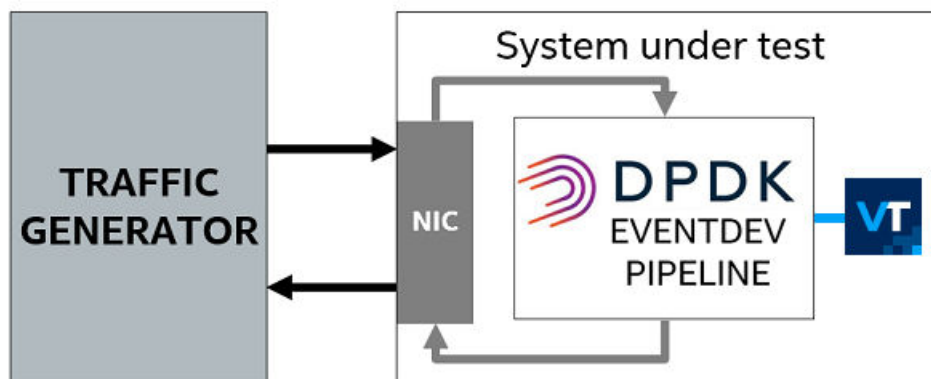 System under test
TRAFFIC
GENERATOR
NIC
DPDK
EVENTDEV
PIPELINE
VT